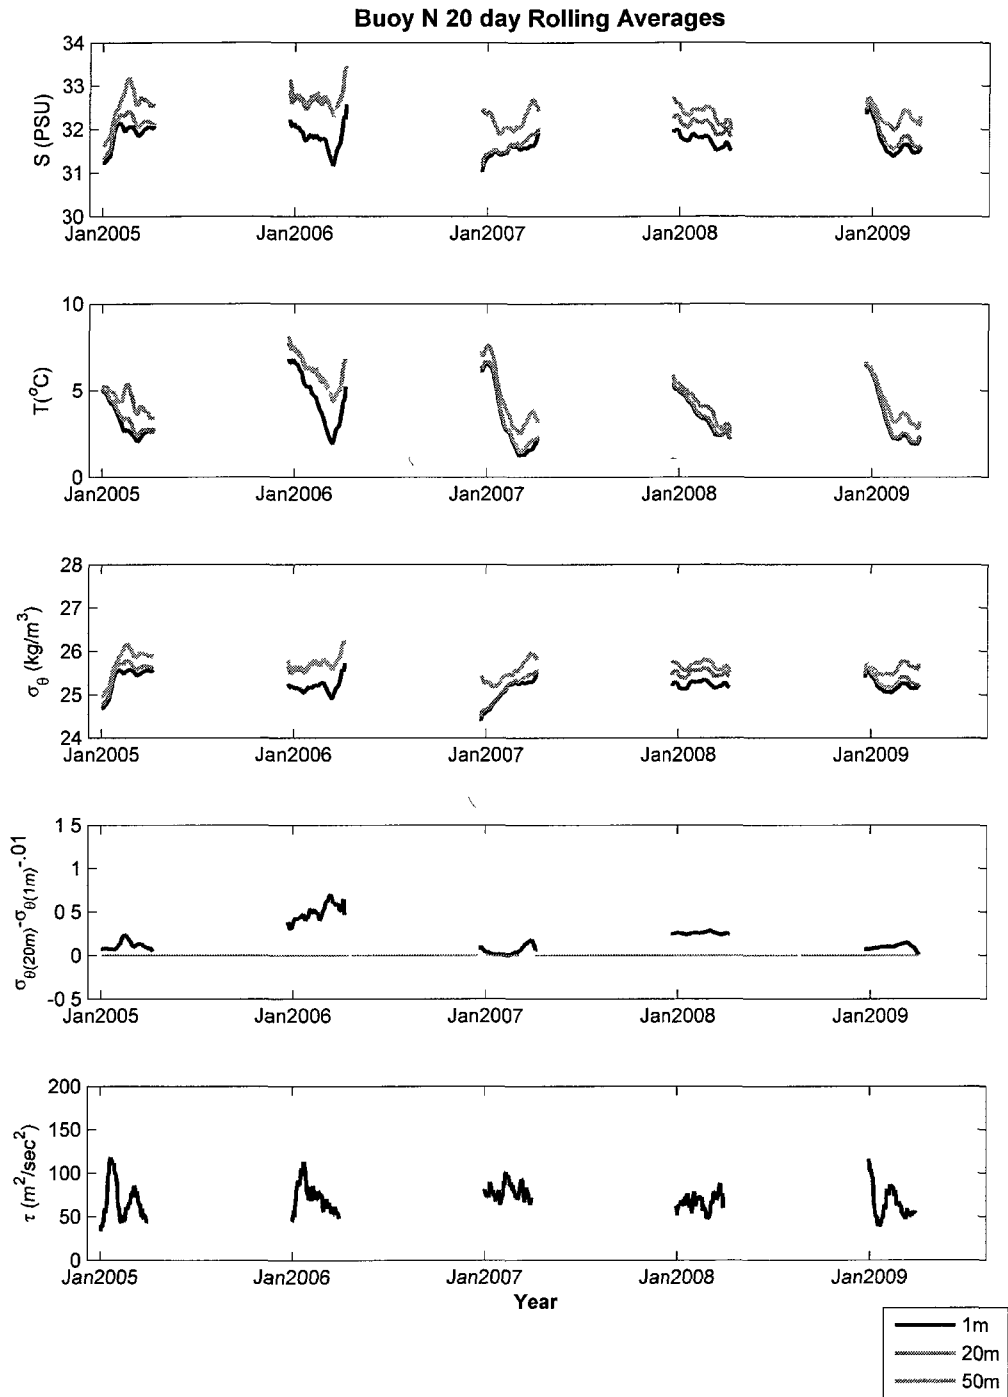 Buoy N 20 day Rolling Averages
S (PSU)
34
33
32
31
30
Jan2005 Jan2006 Jan2007 Jan2008 Jan2009
T(°C)
10
5
0
Jan2005 Jan2006 Jan2007 Jan2008 Jan2009
σθ (kg/m³)
28
27
26
25
24
Jan2005 Jan2006 Jan2007 Jan2008 Jan2009
σθ(20m)-σθ(1m)-.01
1 5
1
0 5
0
-0 5
Jan2005 Jan2006 Jan2007 Jan2008 Jan2009
τ (m²/sec²)
200
150
100
50
0
Jan2005 Jan2006 Jan2007 Jan2008 Jan2009
Year
1m
20m
50m